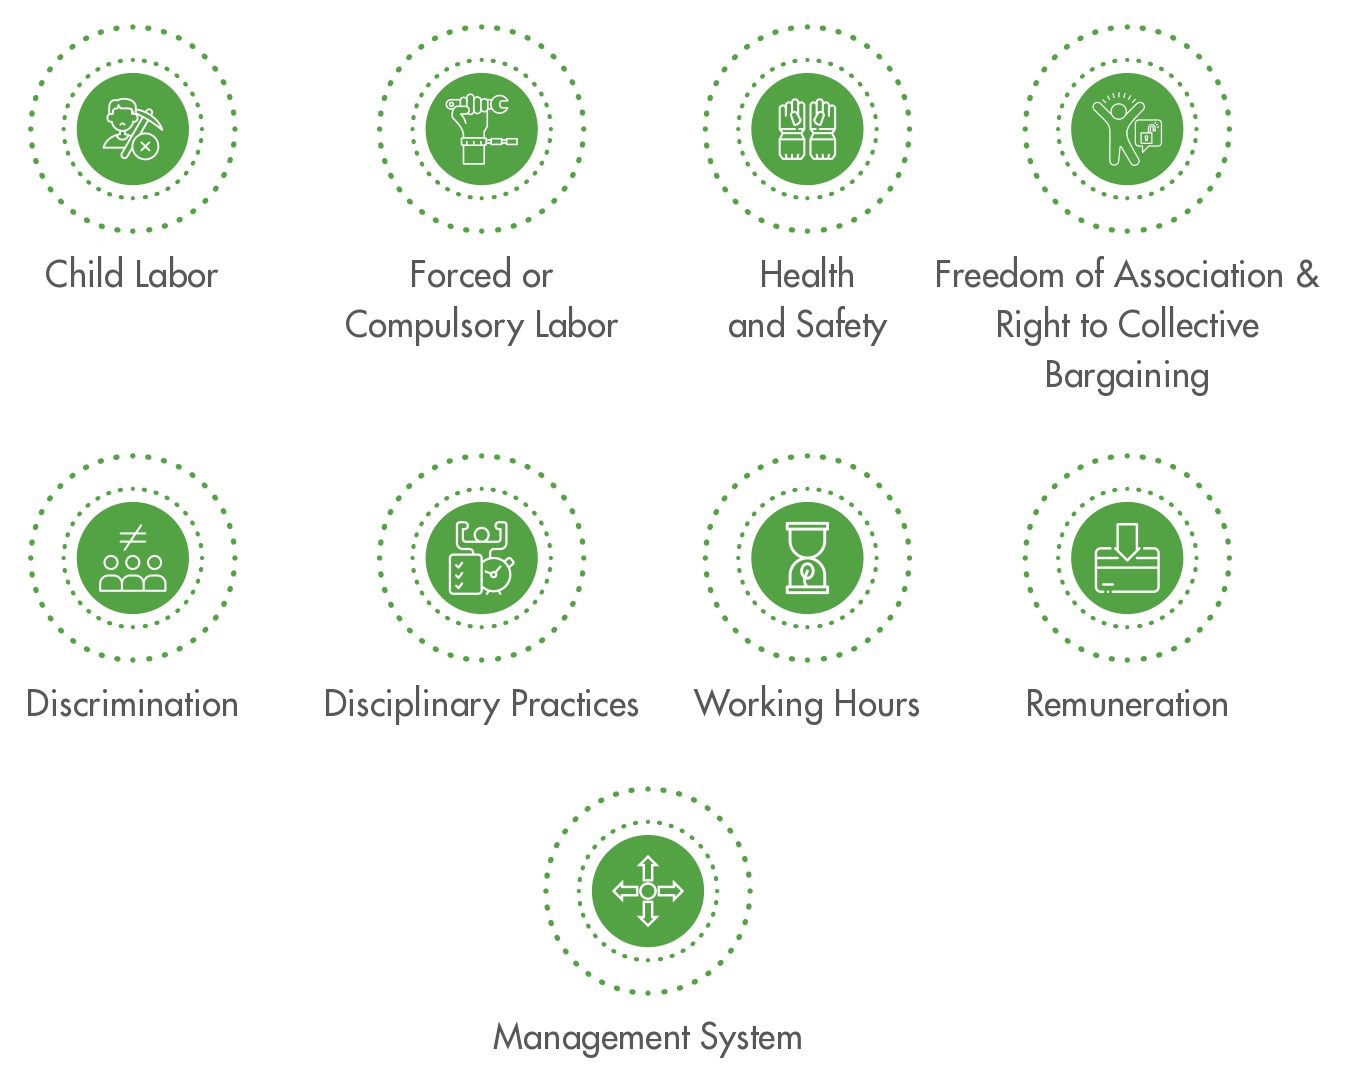 Child Labor
Forced or
Compulsory Labor
Health
and Safety
Freedom of Association &
Right to Collective
Bargaining
Discrimination
Disciplinary Practices
Working Hours
Remuneration
Management System